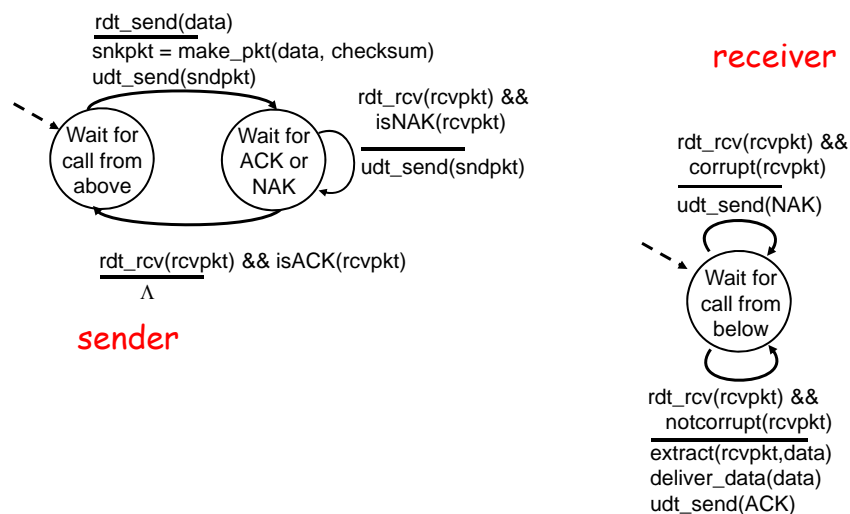 rdt_send(data)
snkpkt = make_pkt(data, checksum)
udt_send(sndpkt)
receiver
rdt_rcv(rcvpkt) &&
isNAK(rcvpkt)
udt_send(sndpkt)
Wait for
call from
above
Wait for
ACK or
NAK
rdt_rcv(rcvpkt) && isACK(rcvpkt)
Λ
sender
rdt_rcv(rcvpkt) &&
corrupt(rcvpkt)
udt_send(NAK)
Wait for
call from
below
rdt_rcv(rcvpkt) &&
notcorrupt(rcvpkt)
extract(rcvpkt,data)
deliver_data(data)
udt_send(ACK)